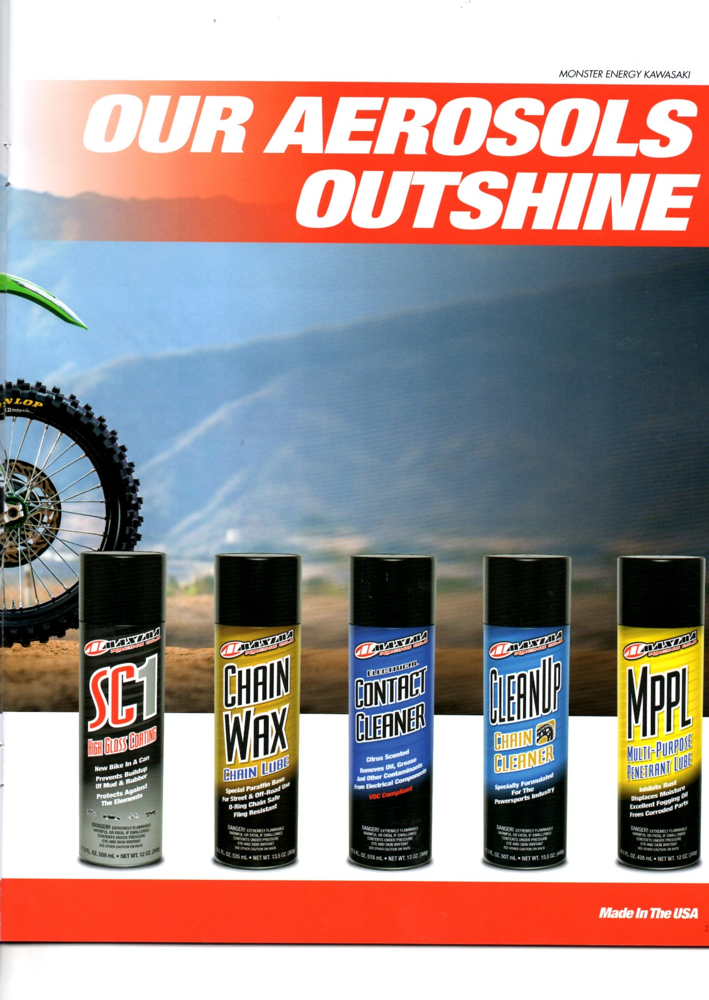 MONSTER ENERGY KAWASAKI
OUR AEROSOLS
OUTSHINE
NLOP
MAXIMA
RACING OILS
SC1
HIGH GLOSS COATING
New Bike In A Can
Prevents Buildup
Of Mud & Rubber
Protects Against
The Elements
DANGER! EXTREMELY FLAMMABLE
HARMFUL OR FATAL IF SWALLOWED
CONTENTS UNDER PRESSURE
EYE AND SKIN IRRITANT
SEE OTHER CAUTION ON BACK
.2 FL. OZ. 508 mL • NET WT. 12 OZ. (340g)
MAXIMA
RACING OILS
CHAIN
WAX
CHAIN LUBE
Special Paraffin Base
For Street & Off-Road Use
O-Ring Chain Safe
Fling Resistant
DANGER! EXTREMELY FLAMMABLE
HARMFUL OR FATAL IF SWALLOWED
CONTENTS UNDER PRESSURE
EYE AND SKIN IRRITANT
SEE OTHER CAUTION ON BACK
.1 FL. OZ. 535 mL • NET WT. 13.5 OZ. (383g)
MAXIMA
RACING OILS
ELECTRICAL
CONTACT
CLEANER
Citrus Scented
Removes Oil, Grease
And Other Contaminants
From Electrical Components
VOC Compliant
DANGER! EXTREMELY FLAMMABLE
HARMFUL OR FATAL IF SWALLOWED
CONTENTS UNDER PRESSURE
EYE AND SKIN IRRITANT
SEE OTHER CAUTION ON BACK
.5 FL. OZ. 518 mL • NET WT. 13 OZ. (369g)
MAXIMA
RACING OILS
CLEANUP
CHAIN
CLEANER
Specially Formulated
For The
Powersports Industry
DANGER! EXTREMELY FLAMMABLE
HARMFUL OR FATAL IF SWALLOWED
CONTENTS UNDER PRESSURE
EYE AND SKIN IRRITANT
SEE OTHER CAUTION ON BACK
.1 FL. OZ. 507 mL • NET WT. 15.5 OZ. (440g)
MAXIMA
RACING OILS
MPPL
MULTI-PURPOSE
PENETRANT LUBE
Inhibits Rust
Displaces Moisture
Excellent Fogging Oil
Frees Corroded Parts
DANGER! EXTREMELY FLAMMABLE
HARMFUL OR FATAL IF SWALLOWED
CONTENTS UNDER PRESSURE
EYE AND SKIN IRRITANT
SEE OTHER CAUTION ON BACK
.5 FL. OZ. 428 mL • NET WT. 12 OZ. (340g)
Made In The USA
2